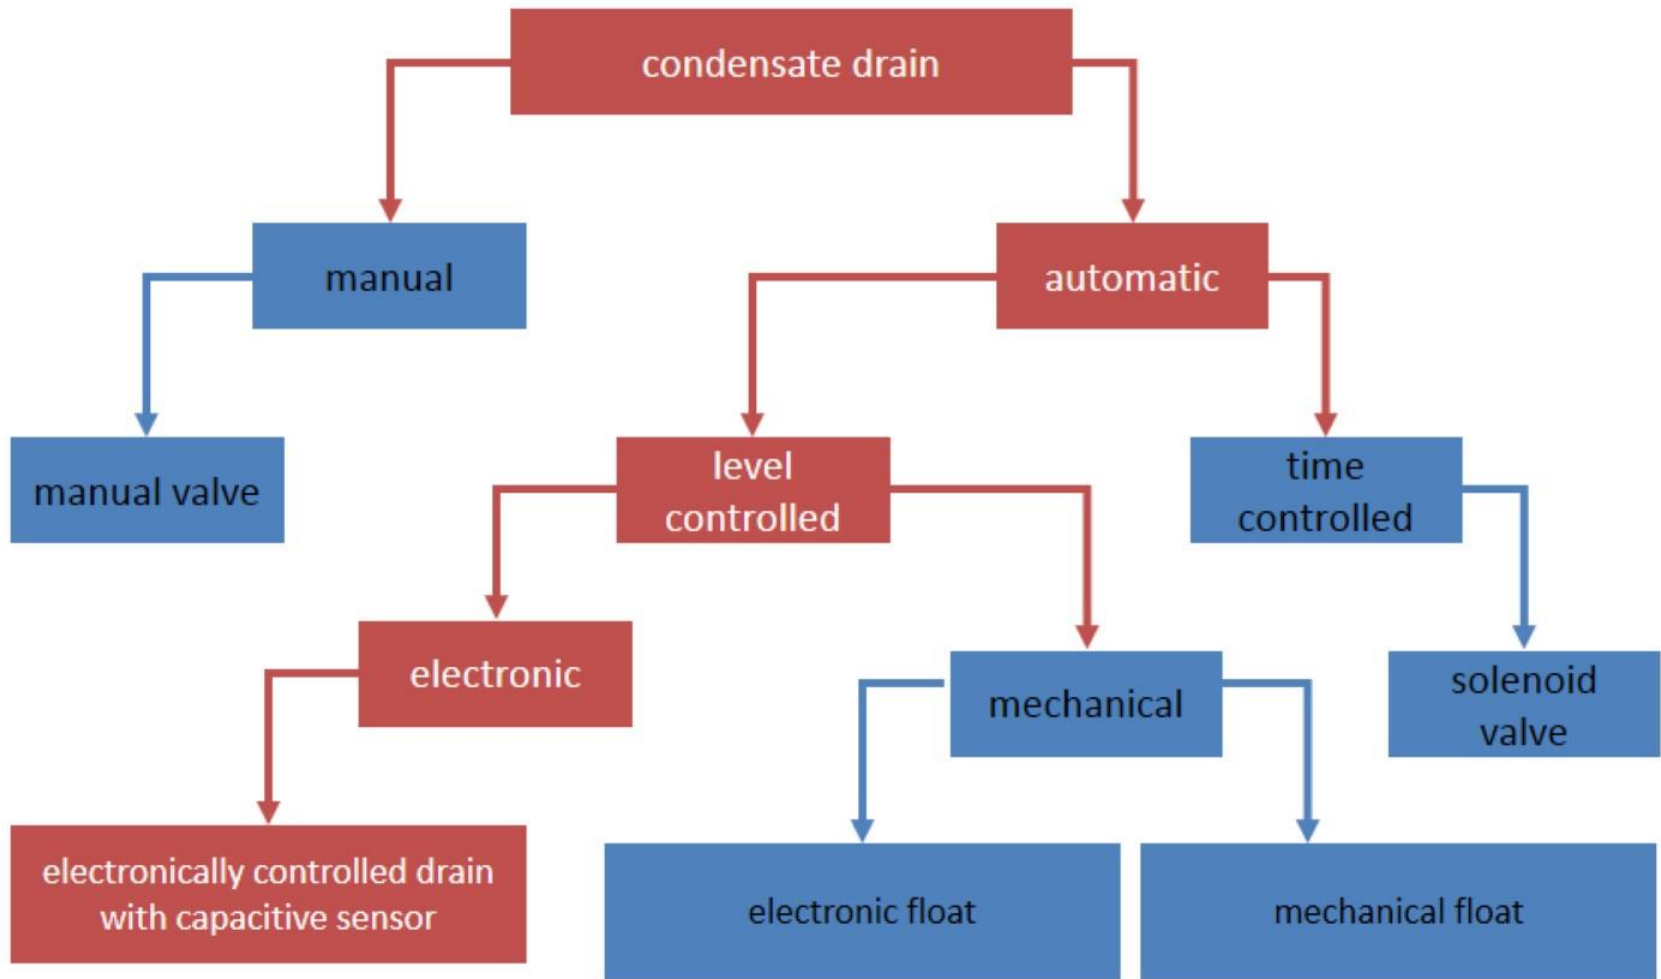 condensate drain
manual
automatic
manual valve
level
controlled
time
controlled
electronic
mechanical
solenoid
valve
electronically controlled drain
with capacitive sensor
electronic float
mechanical float